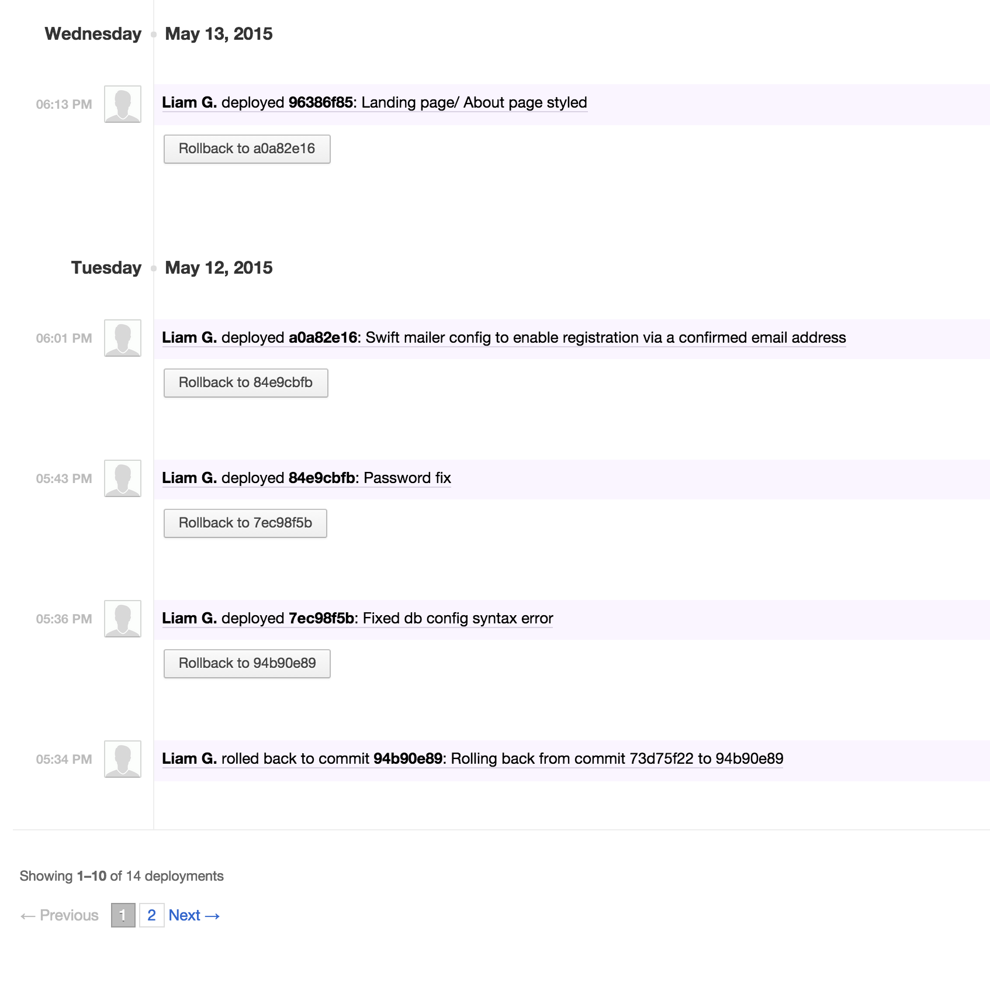 Wednesday May 13, 2015
06:13 PM Liam G. deployed 96386f85: Landing page/ About page styled
Rollback to a0a82e16
Tuesday May 12, 2015
06:01 PM Liam G. deployed a0a82e16: Swift mailer config to enable registration via a confirmed email address
Rollback to 84e9cbfb
05:43 PM Liam G. deployed 84e9cbfb: Password fix
Rollback to 7ec98f5b
05:36 PM Liam G. deployed 7ec98f5b: Fixed db config syntax error
Rollback to 94b90e89
05:34 PM Liam G. rolled back to commit 94b90e89: Rolling back from commit 73d75f22 to 94b90e89
Showing 1–10 of 14 deployments
← Previous 1 2 Next →